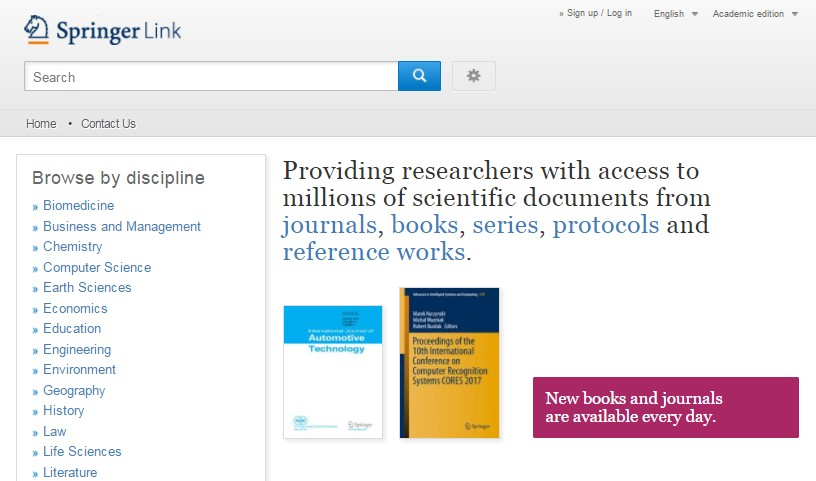 » Sign up / Log in English Academic edition
Springer Link
Search
Home • Contact Us
Browse by discipline
» Biomedicine
» Business and Management
» Chemistry
» Computer Science
» Earth Sciences
» Economics
» Education
» Engineering
» Environment
» Geography
» History
» Law
» Life Sciences
» Literature
Providing researchers with access to
millions of scientific documents from
journals, books, series, protocols and
reference works.
International Journal of
Automotive
Technology
Springer
Advances in Intelligent Systems and Computing
Marek Kurzynski
Michal Wozniak
Robert Burduk Editors
Proceedings of the
10th International
Conference on
Computer Recognition
Systems CORES 2017
Springer
New books and journals
are available every day.